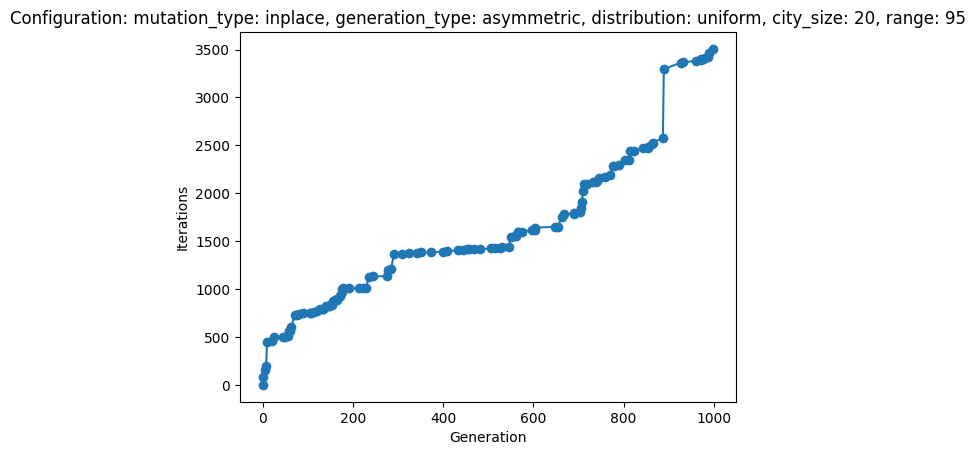 Configuration: mutation_type: inplace, generation_type: asymmetric, distribution: uniform, city_size: 20, range: 95
3500
3000
2500
2000
1500
1000
500
0
Iterations
0 200 400 600 800 1000
Generation